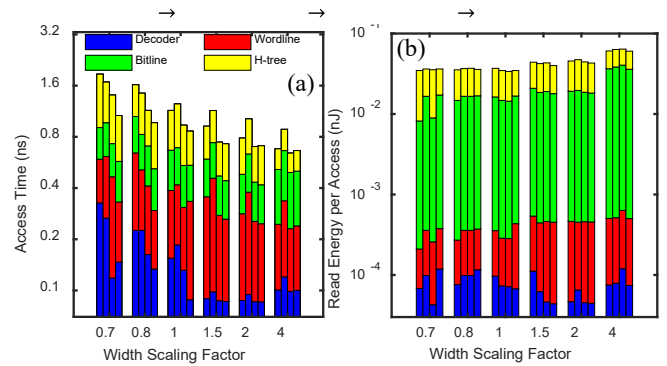 → → →
3.2
1.6
0.8
0.4
0.2
0.1
Access Time (ns)
Decoder
Wordline
Bitline
H-tree
(a)
0.7 0.8 1 1.5 2 4
Width Scaling Factor
10⁻¹
10⁻²
10⁻³
10⁻⁴
Read Energy per Access (nJ)
(b)
0.7 0.8 1 1.5 2 4
Width Scaling Factor